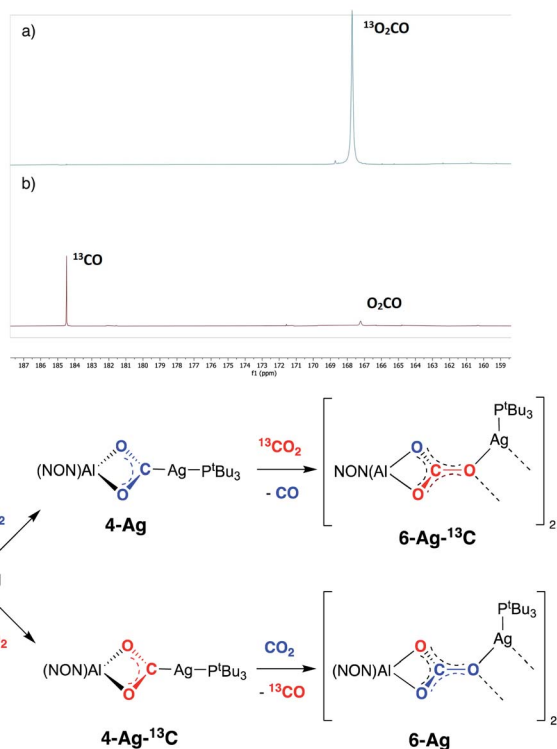 a)
¹³O₂CO
b)
¹³CO
O₂CO
187 186 185 184 183 182 181 180 179 178 177 176 175 174 173 172 171 170 169 168 167 166 165 164 163 162 161 160 159
f1 (ppm)
O
(NON)Al C Ag PᵗBu₃
O
4-Ag
¹³CO₂
- CO
PᵗBu₃
Ag
O
NON(Al C O
O
2
6-Ag-¹³C
2
2
O
(NON)Al C Ag PᵗBu₃
O
4-Ag-¹³C
CO₂
- ¹³CO
PᵗBu₃
Ag
O
(NON)Al C O
O
2
6-Ag